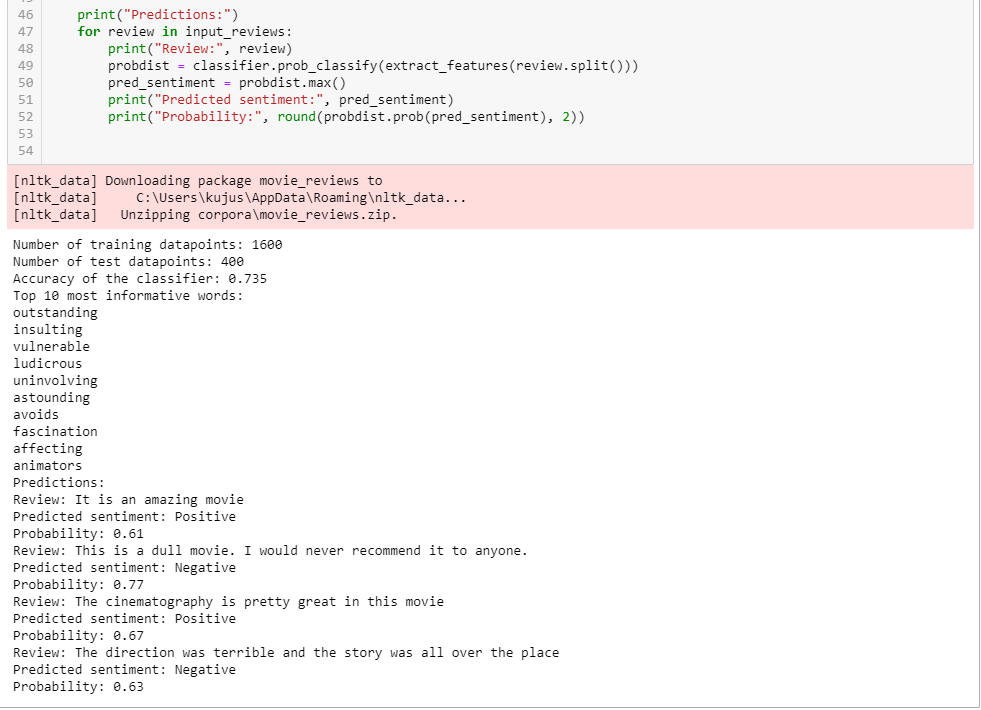 46 print("Predictions:")
47 for review in input_reviews:
48 print("Review:", review)
49 probdist = classifier.prob_classify(extract_features(review.split()))
50 pred_sentiment = probdist.max()
51 print("Predicted sentiment:", pred_sentiment)
52 print("Probability:", round(probdist.prob(pred_sentiment), 2))
53
54
[nltk_data] Downloading package movie_reviews to
[nltk_data]     C:\Users\kujus\AppData\Roaming\nltk_data...
[nltk_data]   Unzipping corpora\movie_reviews.zip.
Number of training datapoints: 1600
Number of test datapoints: 400
Accuracy of the classifier: 0.735
Top 10 most informative words:
outstanding
insulting
vulnerable
ludicrous
uninvolving
astounding
avoids
fascination
affecting
animators
Predictions:
Review: It is an amazing movie
Predicted sentiment: Positive
Probability: 0.61
Review: This is a dull movie. I would never recommend it to anyone.
Predicted sentiment: Negative
Probability: 0.77
Review: The cinematography is pretty great in this movie
Predicted sentiment: Positive
Probability: 0.67
Review: The direction was terrible and the story was all over the place
Predicted sentiment: Negative
Probability: 0.63